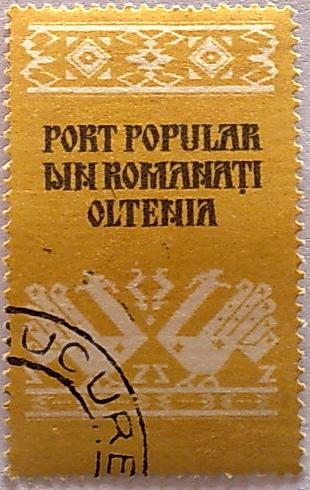 PORT POPULAR
DIN ROMANAȚI
OLTENIA
UCURE